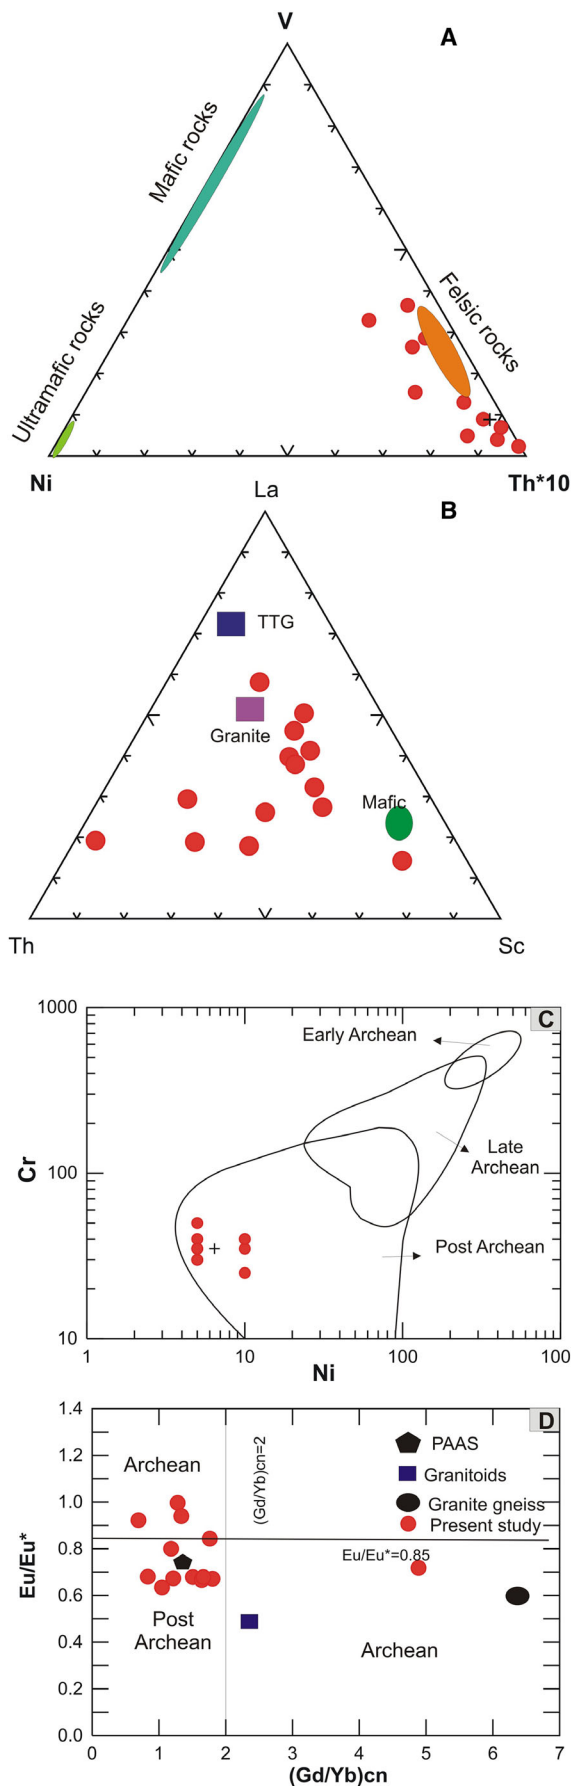 V
A
Mafic rocks
Ultramafic rocks
Felsic rocks
Ni
Th*10
La
B
TTG
Granite
Mafic
Th
Sc
1000
C
Early Archean
Late
Archean
Cr
100
Post Archean
10
1
10
100
100
Ni
1.4
D
PAAS
1.2
Archean
(Gd/Yb)cn=2
Granitoids
1.0
Granite gneiss
Present study
Eu/Eu*
0.8
Eu/Eu*=0.85
0.6
Post
Archean
0.4
Archean
0.2
0.0
0
1
2
3
4
5
6
7
(Gd/Yb)cn